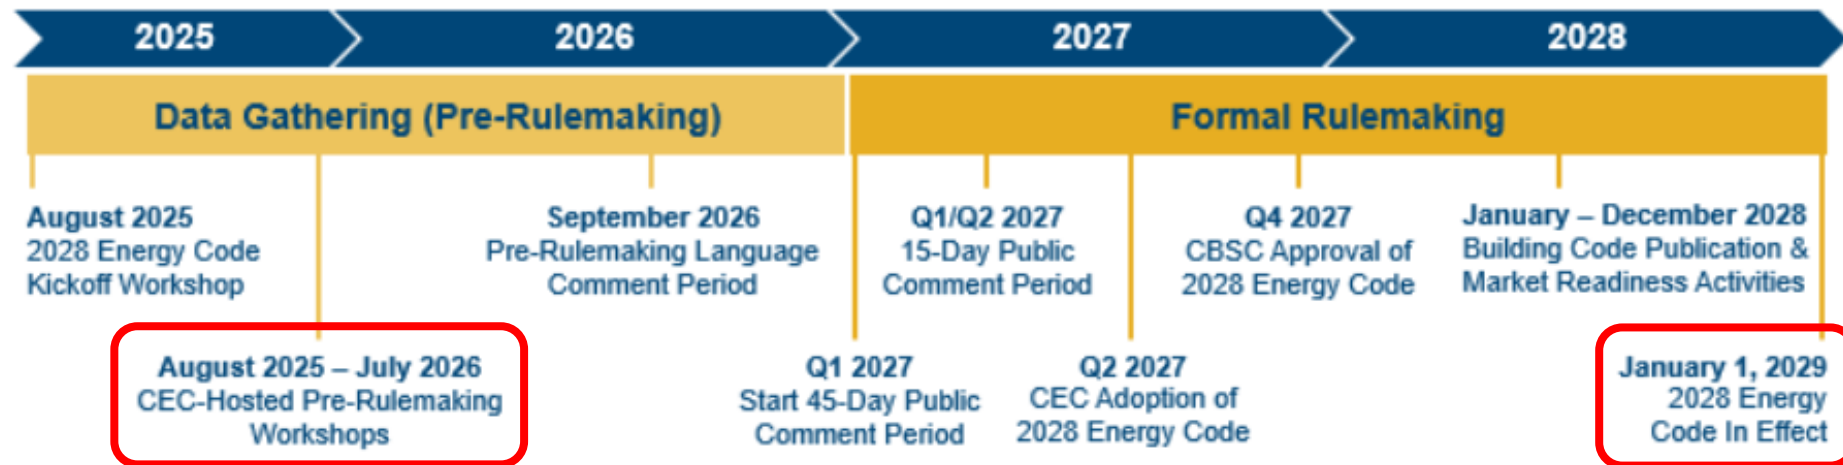 2025
2026
2027
2028
Data Gathering (Pre-Rulemaking)
Formal Rulemaking
August 2025
2028 Energy Code
Kickoff Workshop
August 2025 – July 2026
CEC-Hosted Pre-Rulemaking
Workshops
September 2026
Pre-Rulemaking Language
Comment Period
Q1 2027
Start 45-Day Public
Comment Period
Q1/Q2 2027
15-Day Public
Comment Period
Q2 2027
CEC Adoption of
2028 Energy Code
Q4 2027
CBSC Approval of
2028 Energy Code
January – December 2028
Building Code Publication &
Market Readiness Activities
January 1, 2029
2028 Energy
Code In Effect